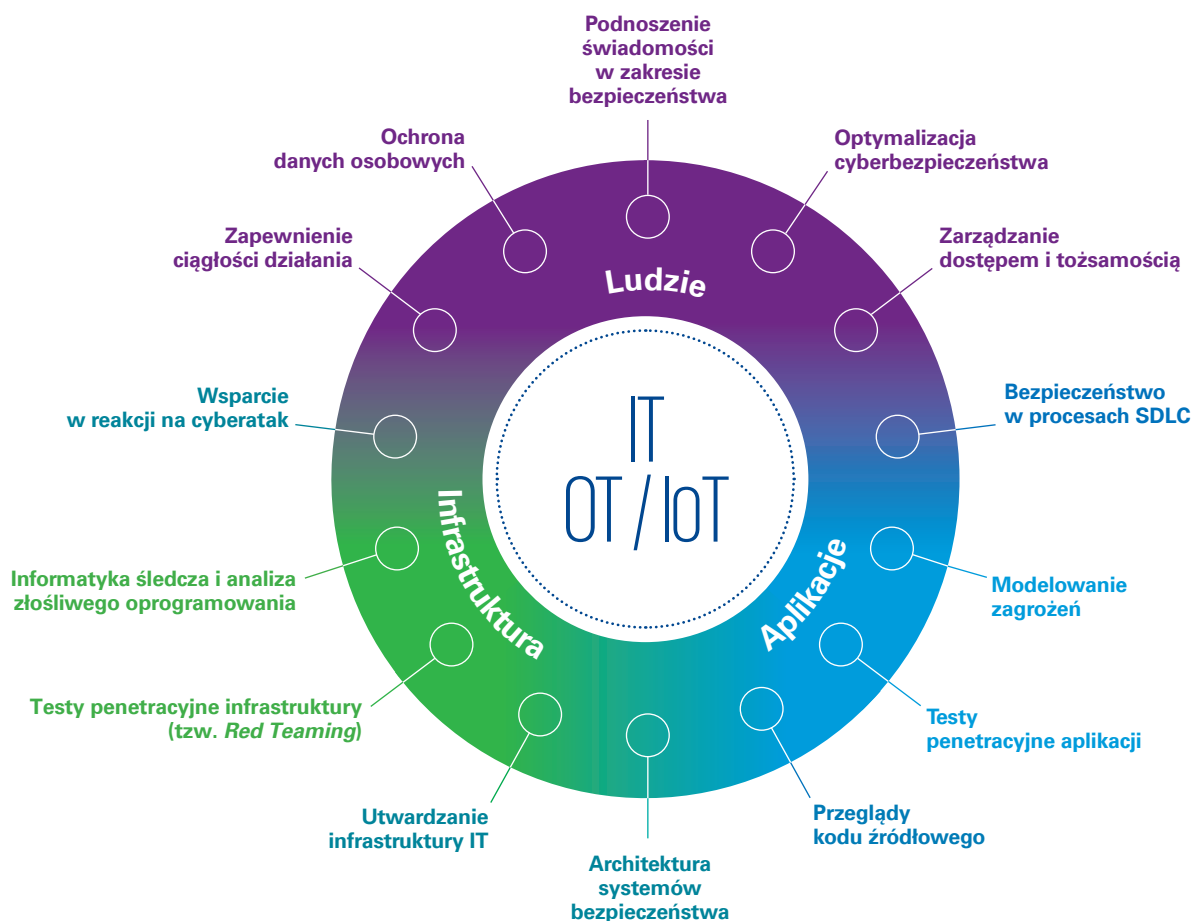 Podnoszenie
świadomości
w zakresie
bezpieczeństwa
Optymalizacja
cyberbezpieczeństwa
Zarządzanie
dostępem i tożsamością
Bezpieczeństwo
w procesach SDLC
Modelowanie
zagrożeń
Testy
penetracyjne aplikacji
Przeglądy
kodu źródłowego
Architektura
systemów
bezpieczeństwa
Utwardzanie
infrastruktury IT
Testy penetracyjne infrastruktury
(tzw. Red Teaming)
Informatyka śledcza i analiza
złośliwego oprogramowania
Wsparcie
w reakcji na cyberatak
Zapewnienie
ciągłości działania
Ochrona
danych osobowych
Ludzie
Aplikacje
Infrastruktura
IT
OT / IoT